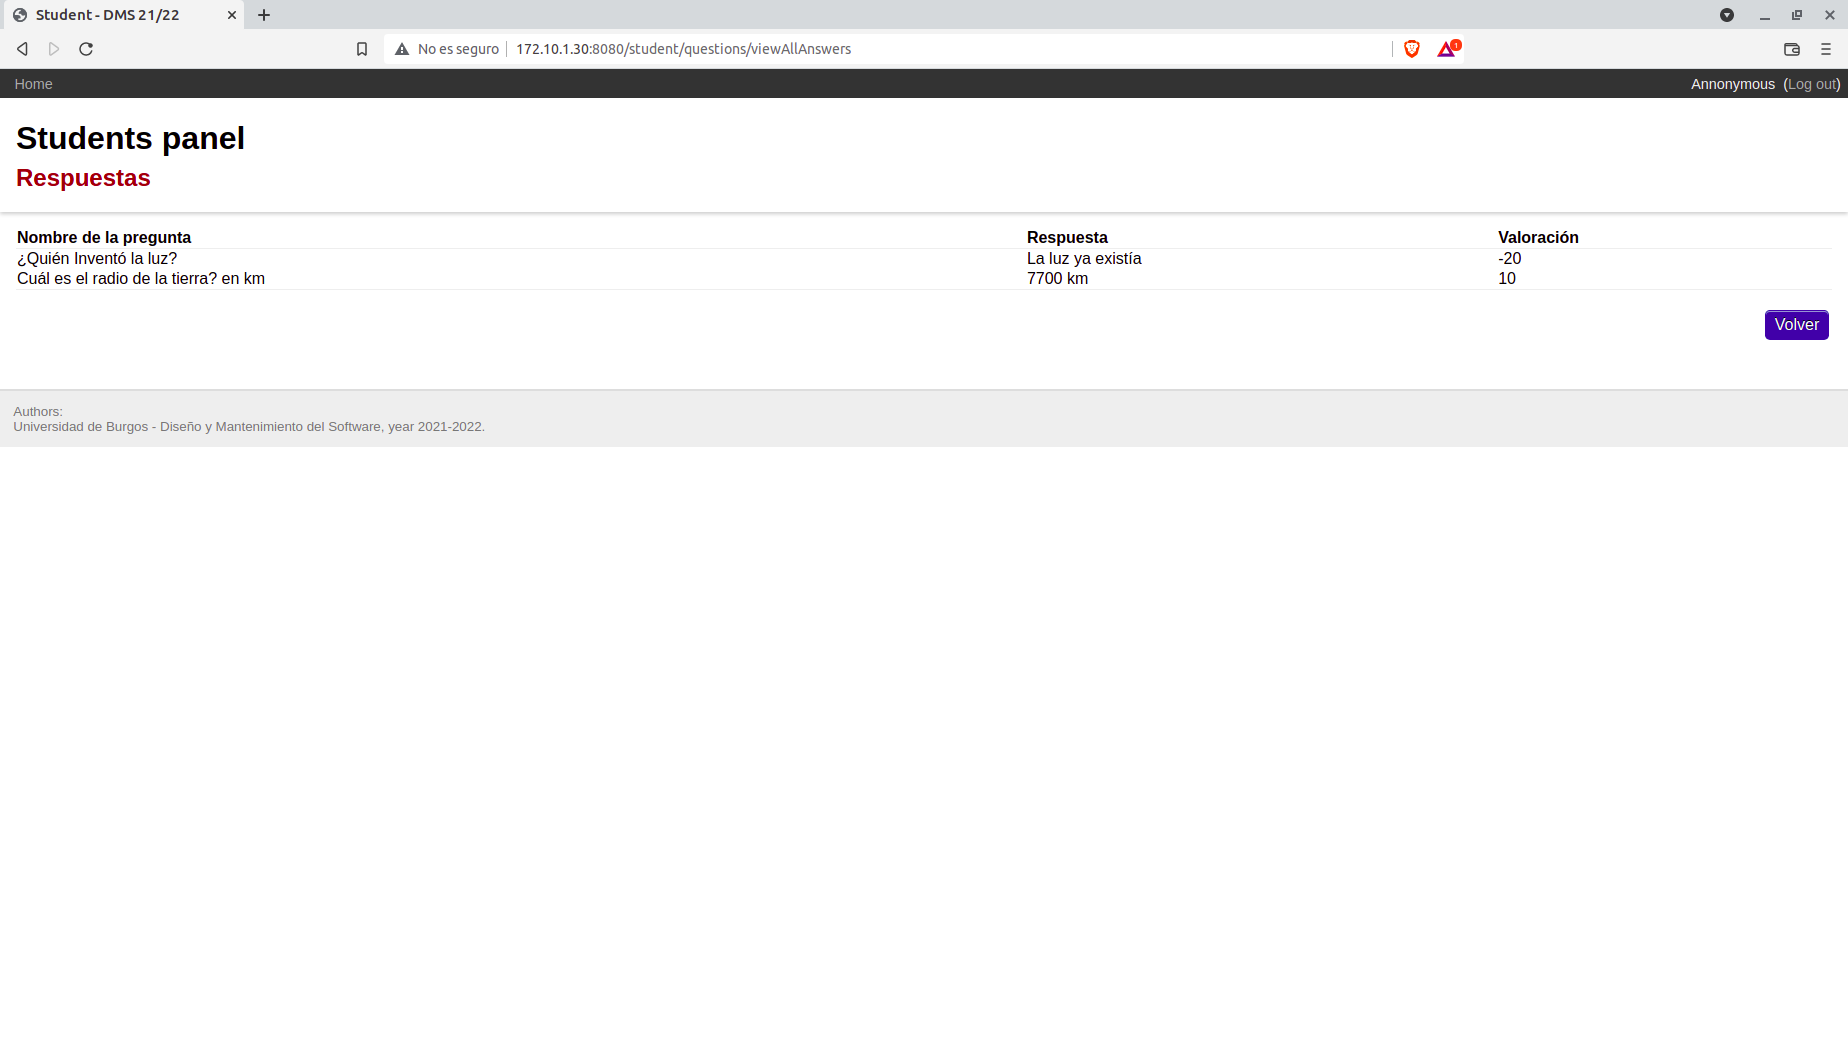 Student - DMS 21/22
No es seguro 172.10.1.30:8080/student/questions/viewAllAnswers 1
Home Annonymous (Log out)
Students panel
Respuestas
Nombre de la pregunta Respuesta Valoración
¿Quién Inventó la luz? La luz ya existía -20
Cuál es el radio de la tierra? en km 7700 km 10
Volver
Authors:
Universidad de Burgos - Diseño y Mantenimiento del Software, year 2021-2022.